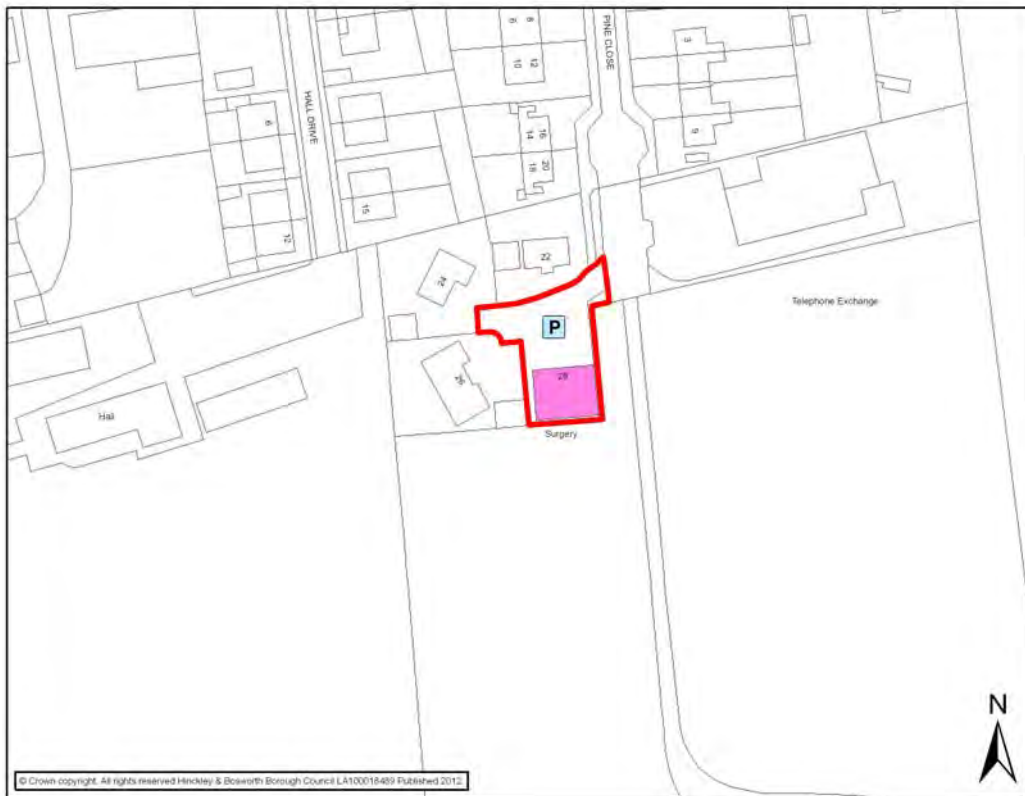 PINE CLOSE
HALL DRIVE
6
8
10
12
3
6
14
16
18
20
9
15
12
22
24
Telephone Exchange
P
28
26
Hall
Surgery
N
© Crown copyright. All rights reserved Hinckley & Bosworth Borough Council LA100018489 Published 2012